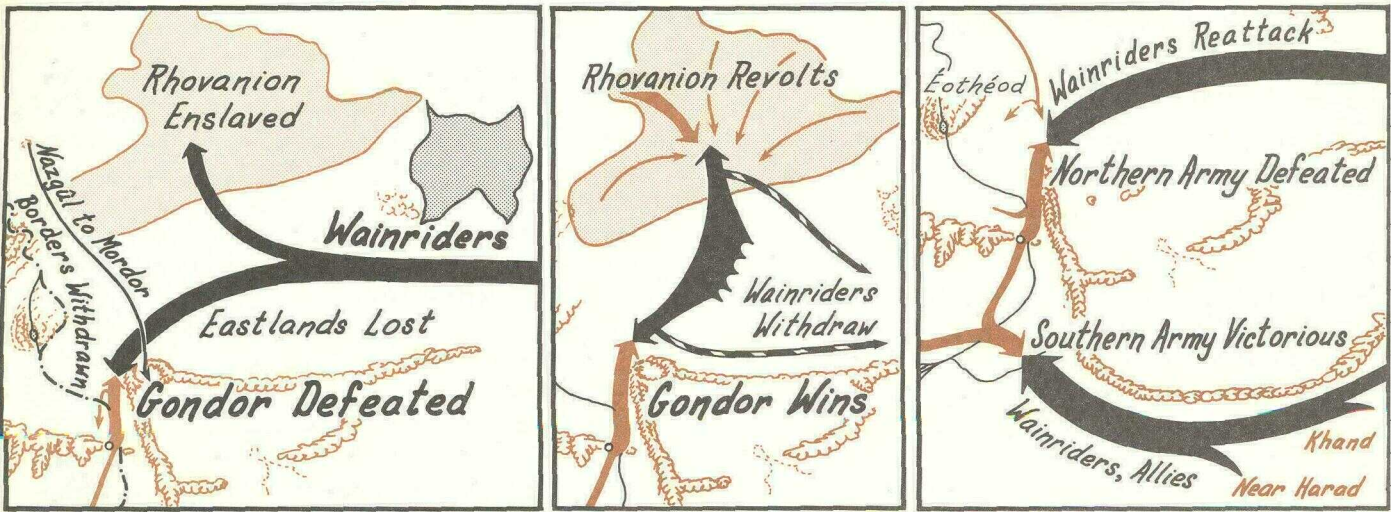 Rhovanion
Enslaved
Nazgûl to Mordor
Borders Withdrawn
Wainriders
Eastlands Lost
Gondor Defeated
Rhovanion Revolts
Wainriders
Withdraw
Gondor Wins
Wainriders Reattack
Éothéod
Northern Army Defeated
Southern Army Victorious
Wainriders, Allies
Khand
Near Harad